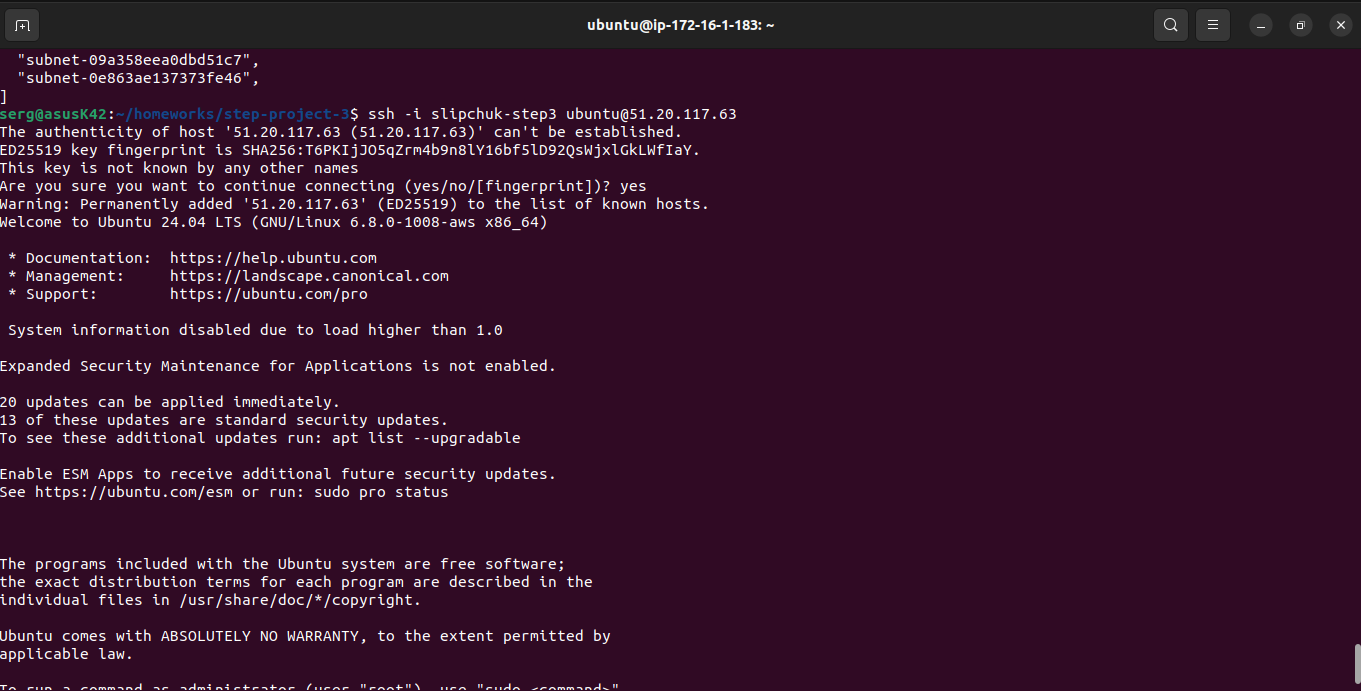 ubuntu@ip-172-16-1-183: ~
"subnet-09a358eea0dbd51c7",
"subnet-0e863ae137373fe46",
]
serg@asusK42:~/homeworks/step-project-3$ ssh -i slipchuk-step3 ubuntu@51.20.117.63
The authenticity of host '51.20.117.63 (51.20.117.63)' can't be established.
ED25519 key fingerprint is SHA256:T6PKIjJO5qZrm4b9n8lY16bf5lD92QsWjxlGkLWfIaY.
This key is not known by any other names
Are you sure you want to continue connecting (yes/no/[fingerprint])? yes
Warning: Permanently added '51.20.117.63' (ED25519) to the list of known hosts.
Welcome to Ubuntu 24.04 LTS (GNU/Linux 6.8.0-1008-aws x86_64)
* Documentation:  https://help.ubuntu.com
* Management:     https://landscape.canonical.com
* Support:        https://ubuntu.com/pro
System information disabled due to load higher than 1.0
Expanded Security Maintenance for Applications is not enabled.
20 updates can be applied immediately.
13 of these updates are standard security updates.
To see these additional updates run: apt list --upgradable
Enable ESM Apps to receive additional future security updates.
See https://ubuntu.com/esm or run: sudo pro status
The programs included with the Ubuntu system are free software;
the exact distribution terms for each program are described in the
individual files in /usr/share/doc/*/copyright.
Ubuntu comes with ABSOLUTELY NO WARRANTY, to the extent permitted by
applicable law.
To run a command as administrator (user "root"), use "sudo <command>"